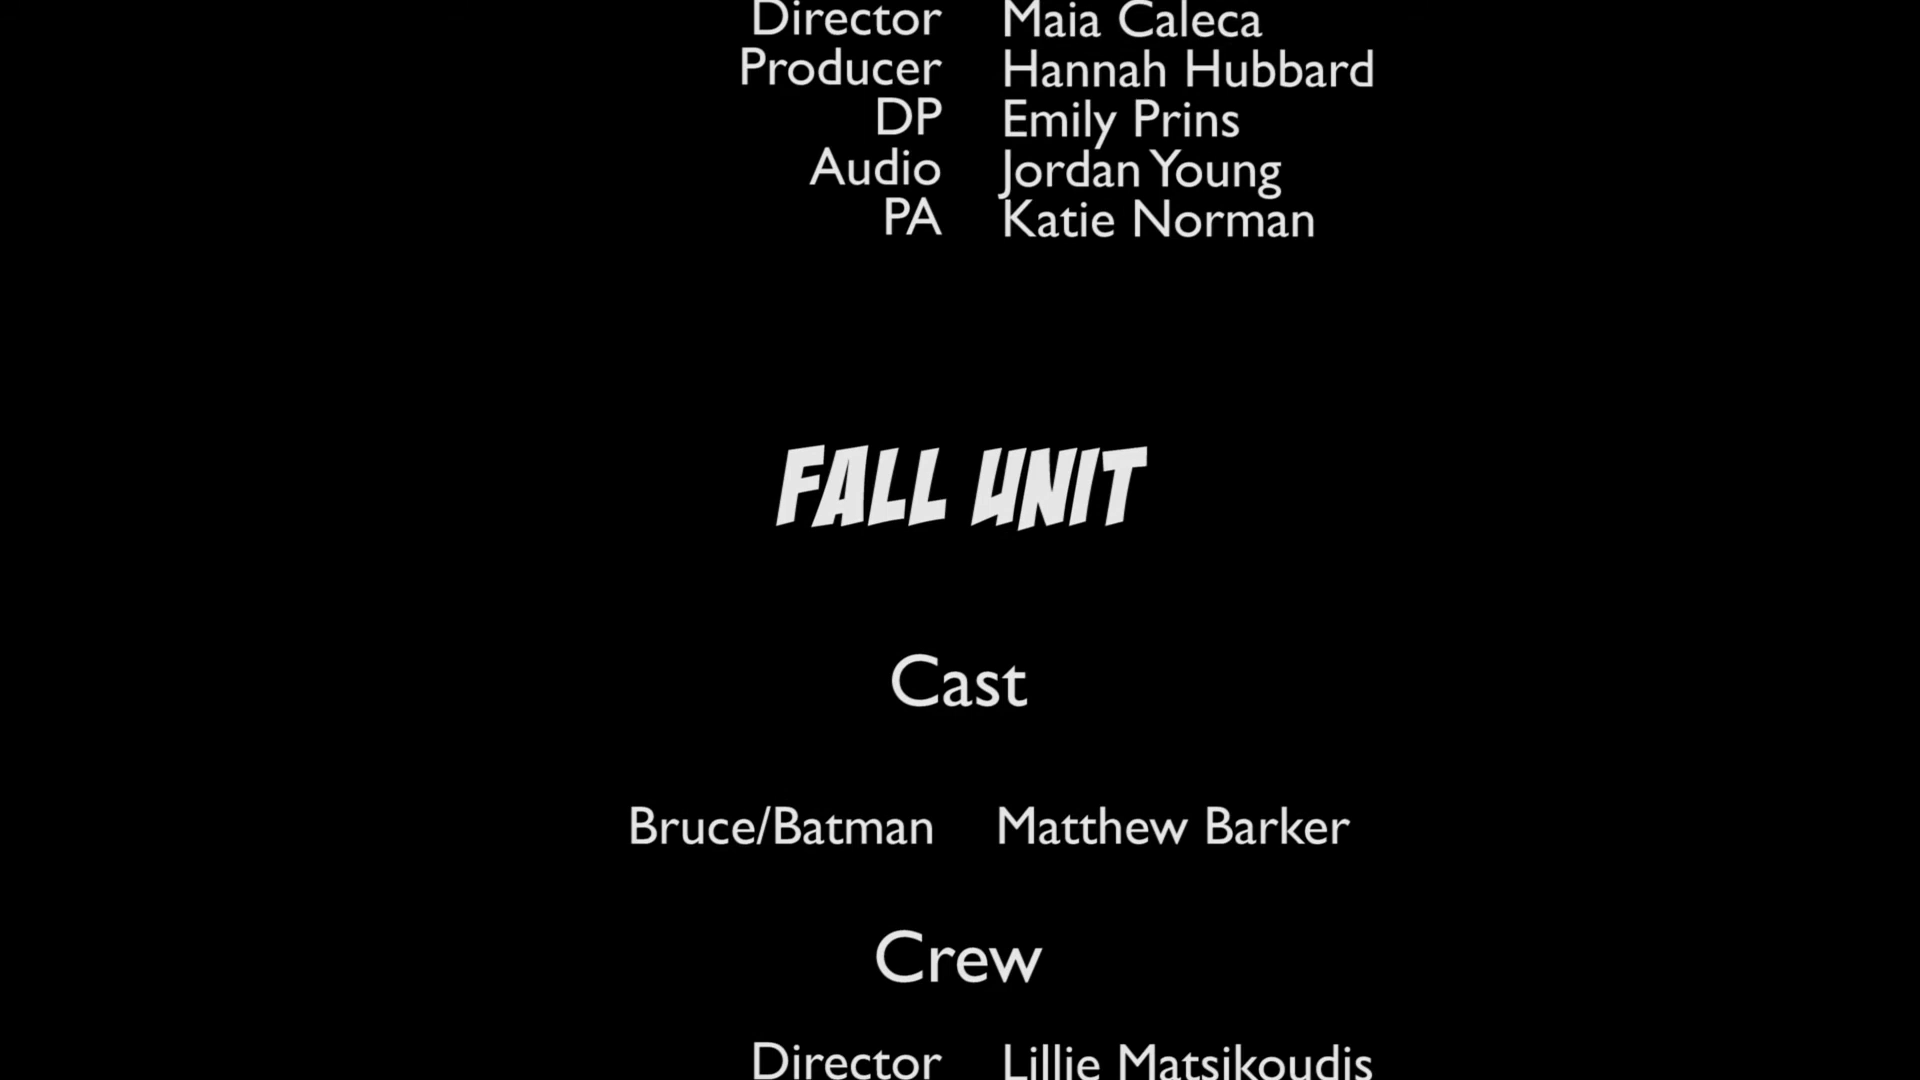 Director Maia Caleca
Producer Hannah Hubbard
DP Emily Prins
Audio Jordan Young
PA Katie Norman
FALL UNIT
Cast
Bruce/Batman Matthew Barker
Crew
Director Lillie Matsikoudis